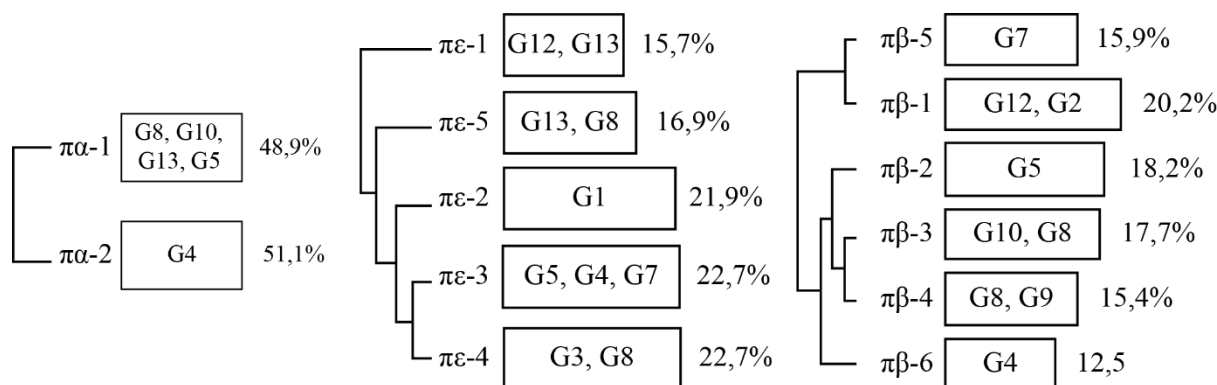 πα-1 G8, G10, G13, G5 48,9%
πα-2 G4 51,1%
πε-1 G12, G13 15,7%
πε-5 G13, G8 16,9%
πε-2 G1 21,9%
πε-3 G5, G4, G7 22,7%
πε-4 G3, G8 22,7%
πβ-5 G7 15,9%
πβ-1 G12, G2 20,2%
πβ-2 G5 18,2%
πβ-3 G10, G8 17,7%
πβ-4 G8, G9 15,4%
πβ-6 G4 12,5